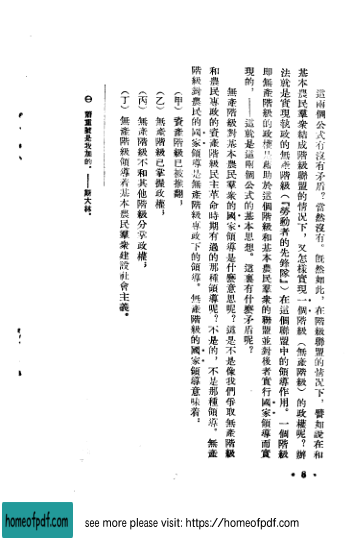 這兩個公式有沒有矛盾？當然沒有。旣然如此，在階級聯盟的情況下，譬如說在和
基本農民羣衆結成階級聯盟的情況下，又怎樣實現一個階級（無產階級）的政權呢？辦
法就是實現執政的無產階級（『勞動者的先鋒隊』）在這個聯盟中的領導作用。一個階級
即無產階級的政權是藉助於這個階級和基本農民羣衆的聯盟並對後者實行國家領導而實
現的，——這就是這兩個公式的基本思想。這裏有什麽矛盾呢？
無產階級對基本農民羣衆的國家領導是什麽意思呢？這是不是像我們爭取無產階級
和農民專政的資產階級民主革命時期有過的那種領導呢？不是的，不是那種領導。無產
階級對農民的國家領導是無產階級專政下的領導。無產階級的國家領導意味着：
（甲）資產階級已被推翻；
（乙）無產階級已掌握政權；
（丙）無產階級不和其他階級分掌政權；
（丁）無產階級領導着基本農民羣衆建設社會主義。
㊀ 着重號是我加的。——斯大林。
• 8 •
homeofpdf.com
see more please visit: https://homeofpdf.com